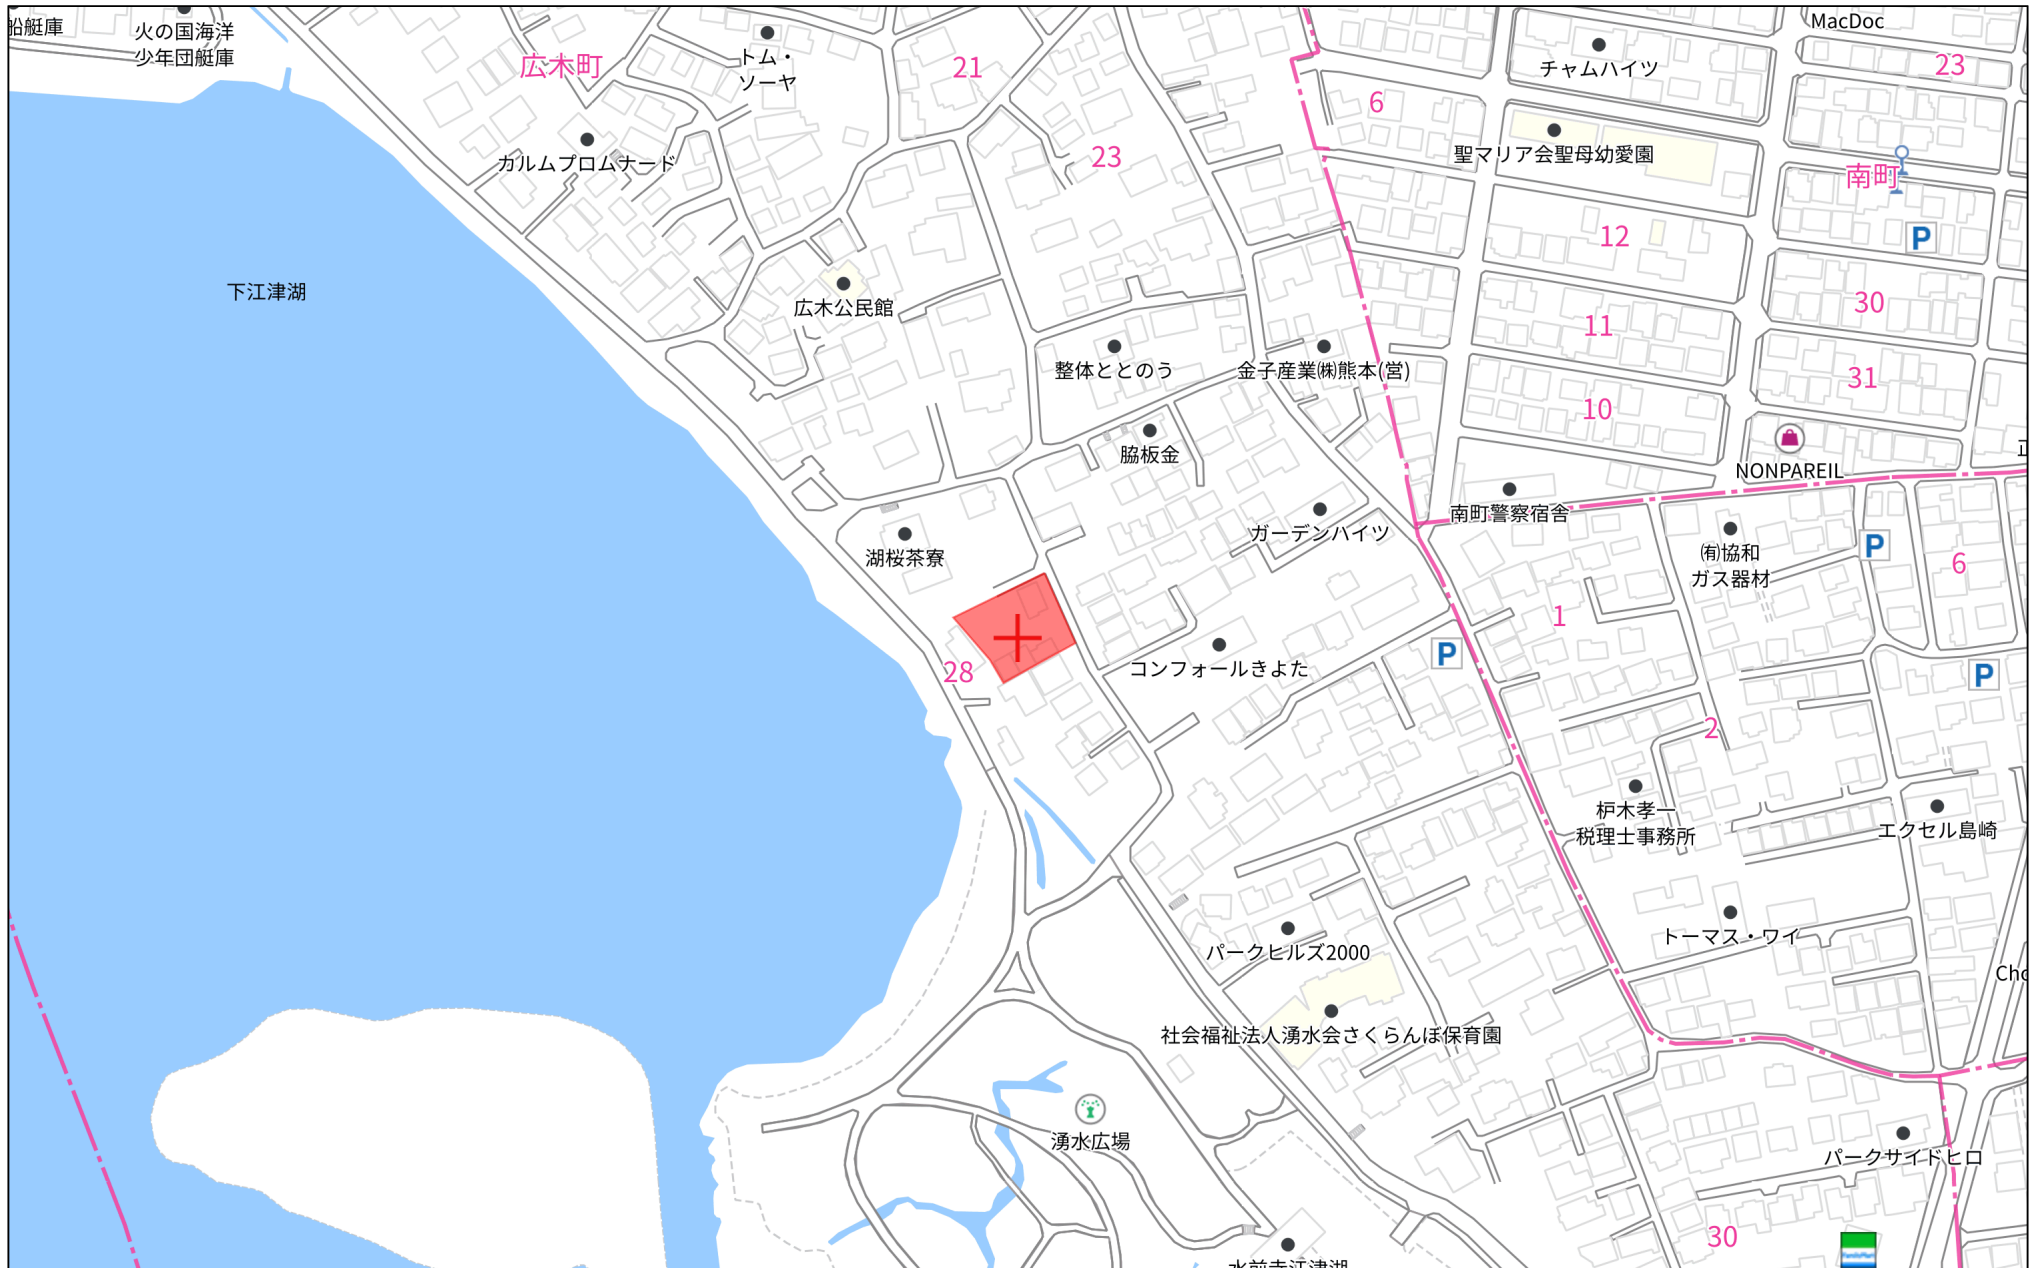 船艇庫
火の国海洋
少年団艇庫
広木町
トム・
ソーヤ
21
MacDoc
チャムハイツ
23
6
カルムプロムナード
23
聖マリア会聖母幼愛園
南町
P
12
下江津湖
広木公民館
30
11
整体ととのう
金子産業㈱熊本(営)
31
10
脇板金
NONPAREIL
南町警察宿舎
ガーデンハイツ
湖桜茶寮
㈲協和
ガス器材
P
6
1
28
コンフォールきよた
P
P
2
枦木孝一
税理士事務所
エクセル島崎
パークヒルズ2000
トーマス・ワイ
Cho
社会福祉法人湧水会さくらんぼ保育園
湧水広場
パークサイドヒロ
30
FamilyMart
水前寺江津湖